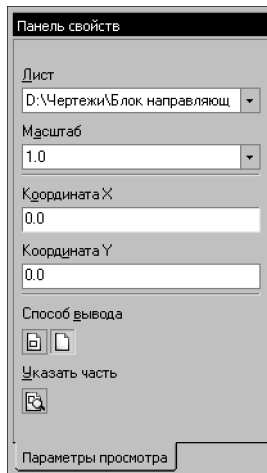 Панель свойств
Лист
D:\Чертежи\Блок направляющ
Масштаб
1.0
Координата X
0.0
Координата Y
0.0
Способ вывода
Указать часть
Параметры просмотра